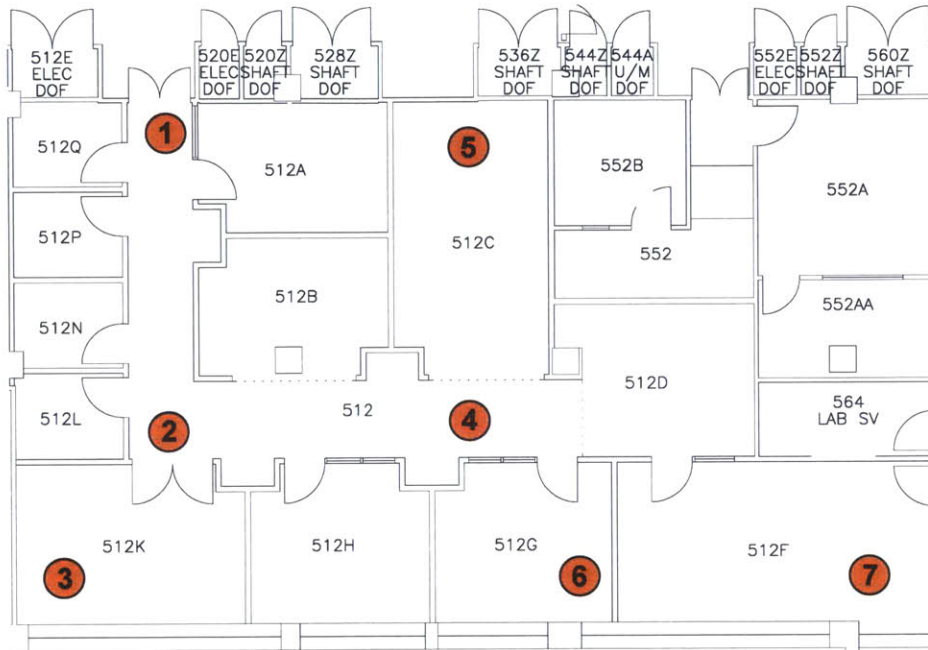 512E
ELEC
DOF
520E
ELEC
DOF
520Z
SHAFT
DOF
528Z
SHAFT
DOF
536Z
SHAFT
DOF
544Z
SHAFT
DOF
544A
U/M
DOF
552E
ELEC
DOF
552Z
SHAFT
DOF
560Z
SHAFT
DOF
1
5
512Q
512A
552B
552A
512P
512C
552
512B
512N
552AA
512D
512L
2
512
4
564
LAB SV
512K
512H
512G
512F
3
6
7